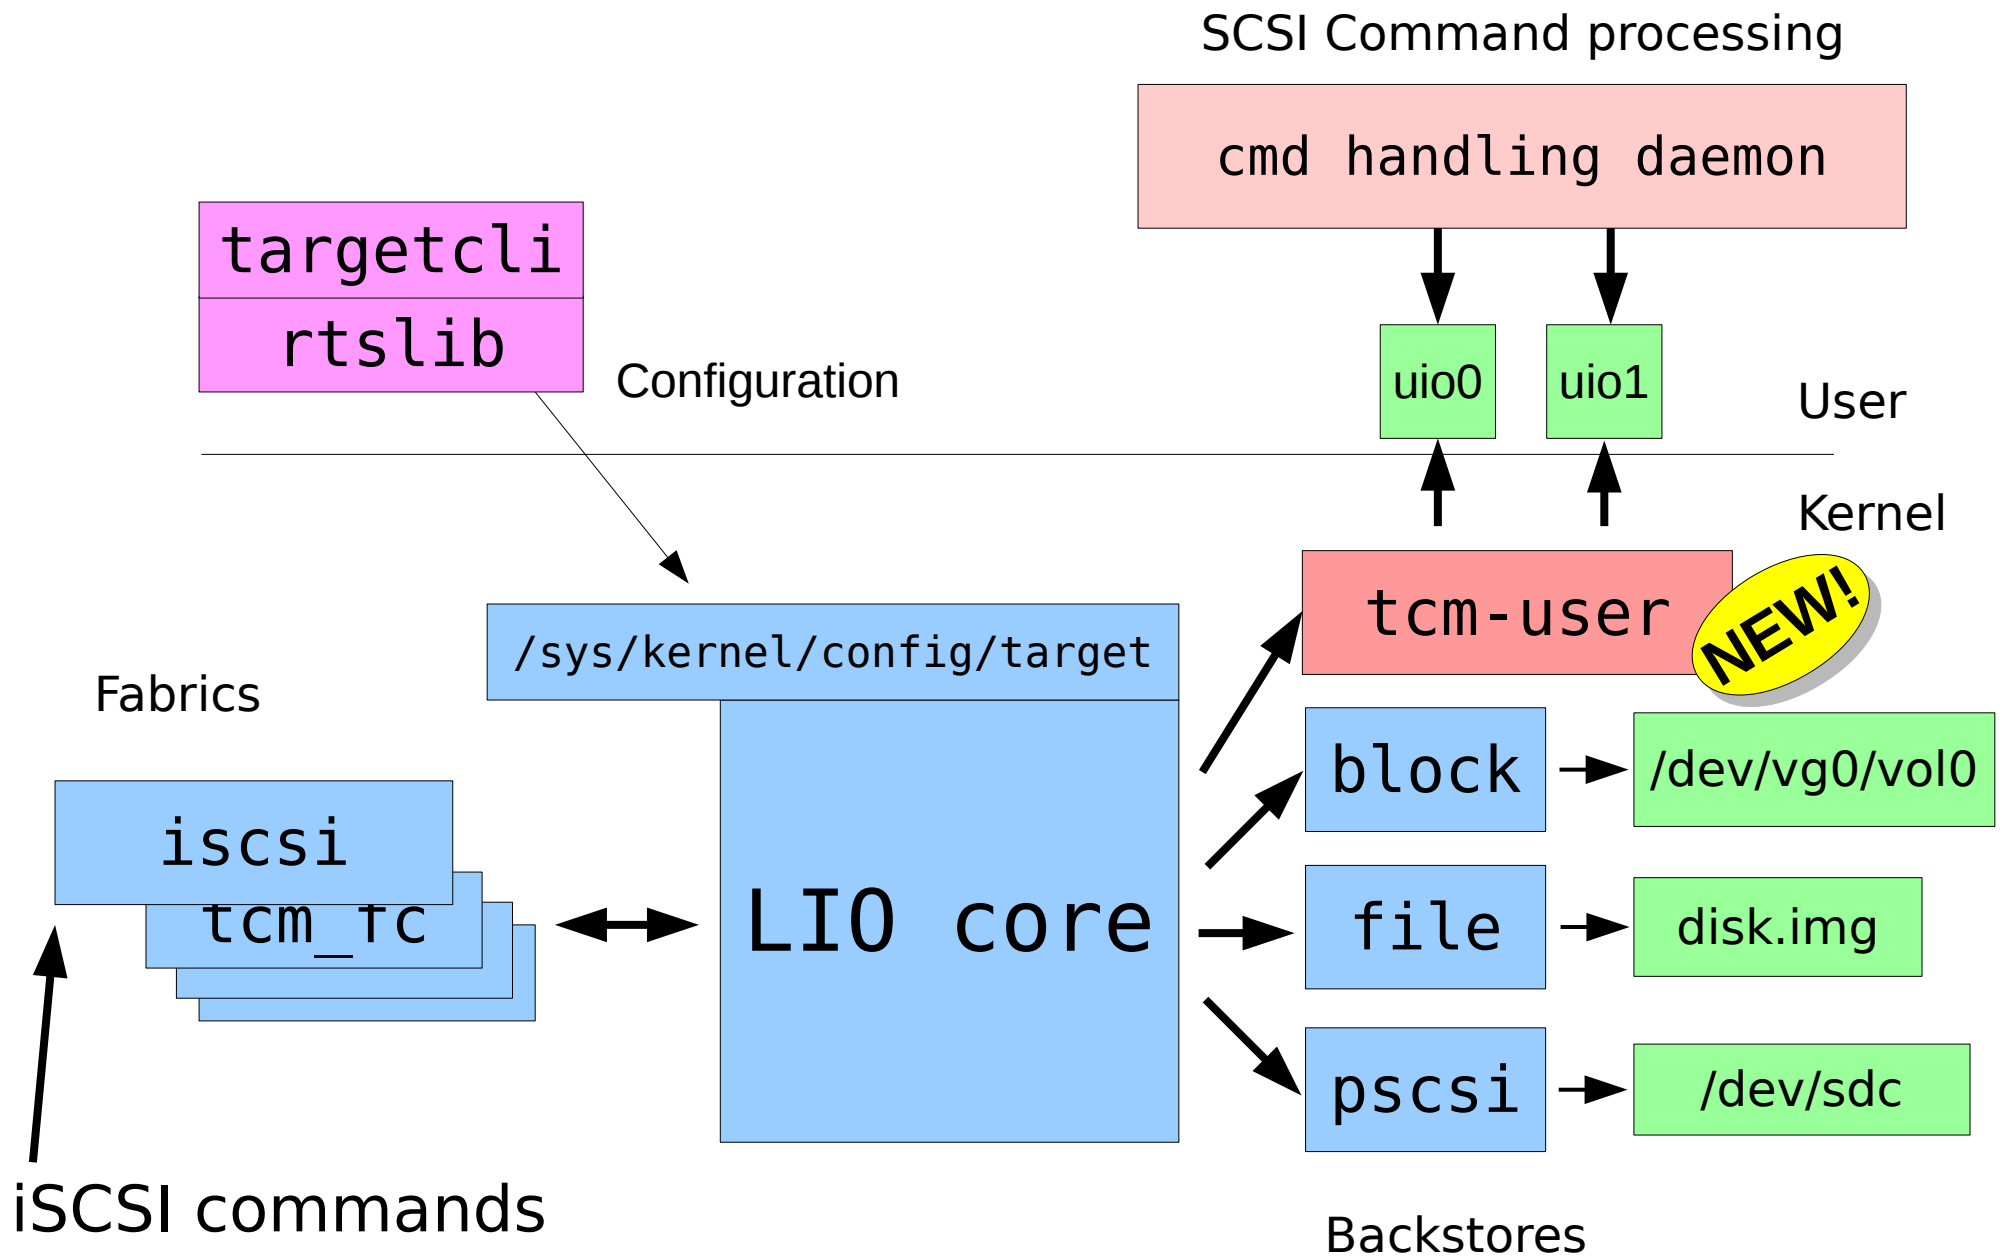 SCSI Command processing
cmd handling daemon
targetcli
rtslib
Configuration
uio0
uio1
User
Kernel
tcm-user
NEW!
/sys/kernel/config/target
Fabrics
iscsi
tcm_fc
LIO core
block
/dev/vg0/vol0
file
disk.img
pscsi
/dev/sdc
iSCSI commands
Backstores